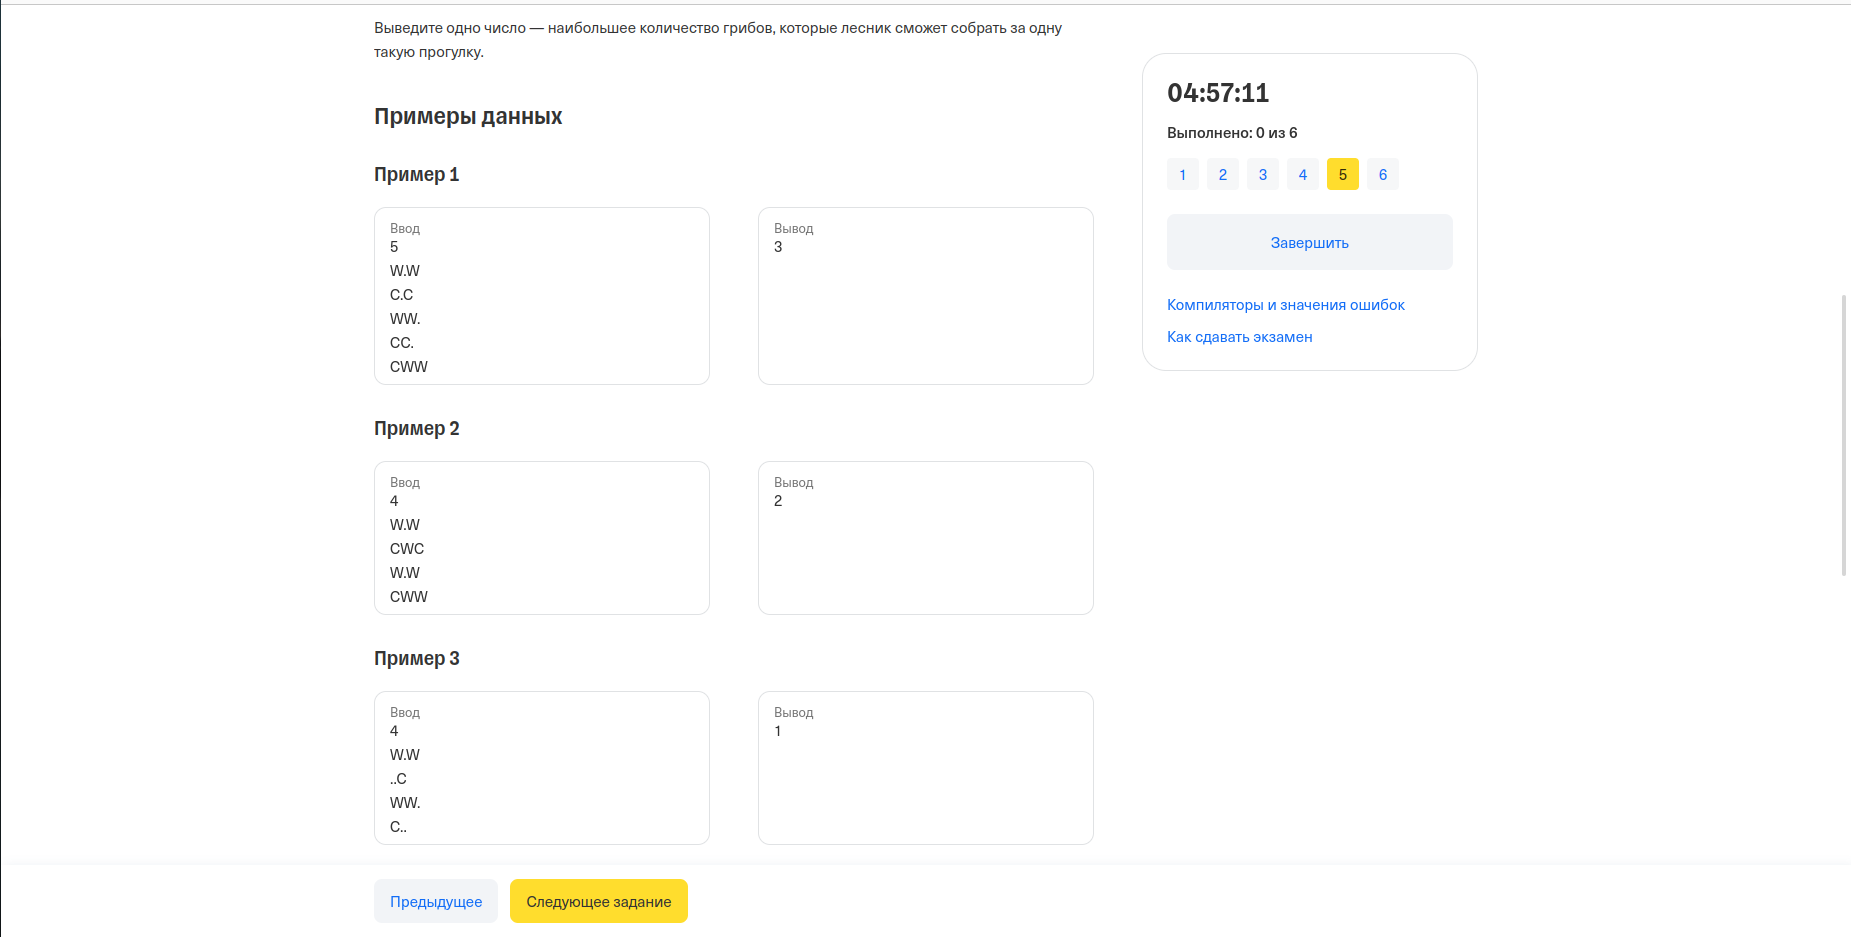 Выведите одно число — наибольшее количество грибов, которые лесник сможет собрать за одну
такую прогулку.
Примеры данных
Пример 1
Ввод
5
W.W
C.C
WW.
CC.
CWW
Вывод
3
Пример 2
Ввод
4
W.W
CWC
W.W
CWW
Вывод
2
Пример 3
Ввод
4
W.W
..C
WW.
C..
Вывод
1
04:57:11
Выполнено: 0 из 6
1 2 3 4 5 6
Завершить
Компиляторы и значения ошибок
Как сдавать экзамен
Предыдущее
Следующее задание